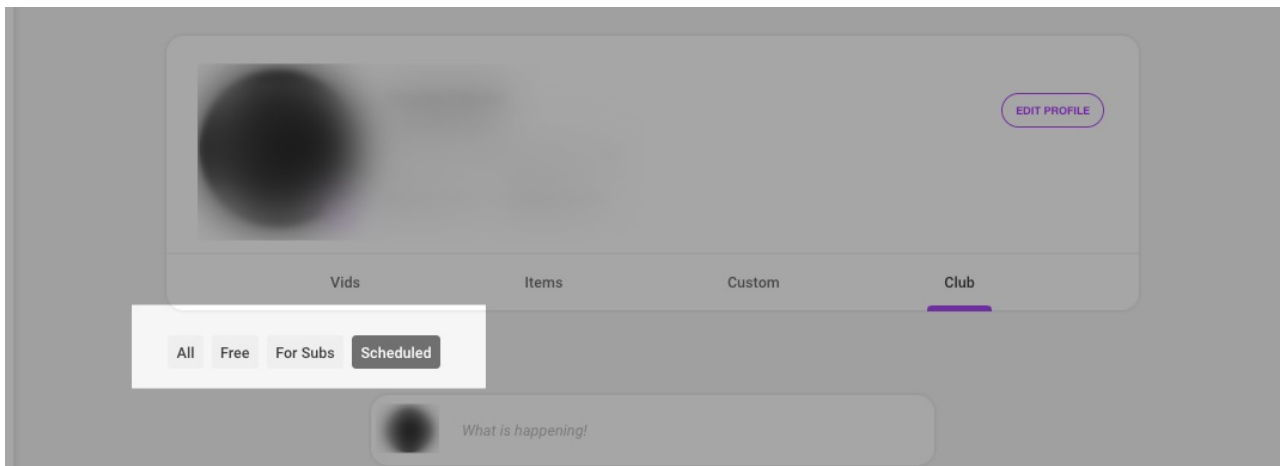 EDIT PROFILE
Vids Items Custom Club
All Free For Subs Scheduled
What is happening!